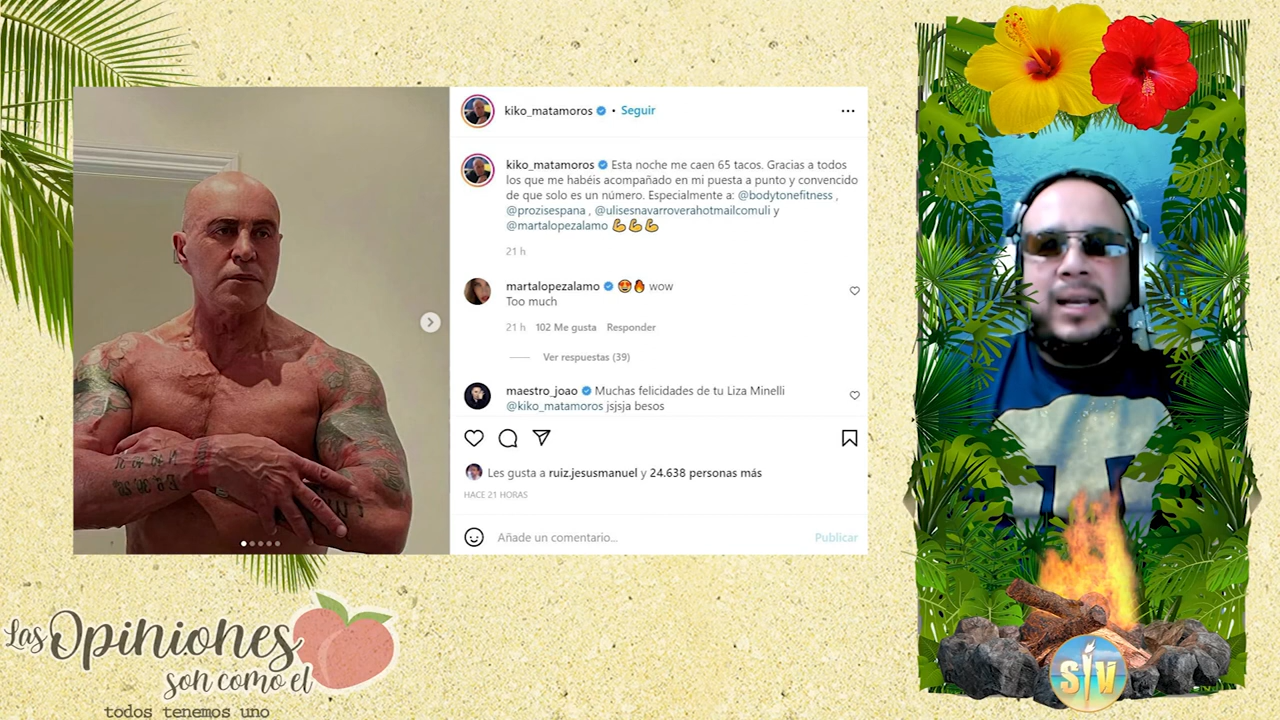 kiko_matamoros • Seguir
kiko_matamoros Esta noche me caen 65 tacos. Gracias a todos
los que me habéis acompañado en mi puesta a punto y convencido
de que solo es un número. Especialmente a: @bodytonefitness ,
@prozisespana , @ulisesnavarroverahotmailcomuli y
@martalopezalamo
21 h
martalopezalamo wow
Too much
21 h 102 Me gusta Responder
Ver respuestas (39)
maestro_joao Muchas felicidades de tu Liza Minelli
@kiko_matamoros jsjsja besos
Les gusta a ruiz.jesusmanuel y 24.638 personas más
HACE 21 HORAS
Añade un comentario... Publicar
Las Opiniones
son como el
todos tenemos uno
SV